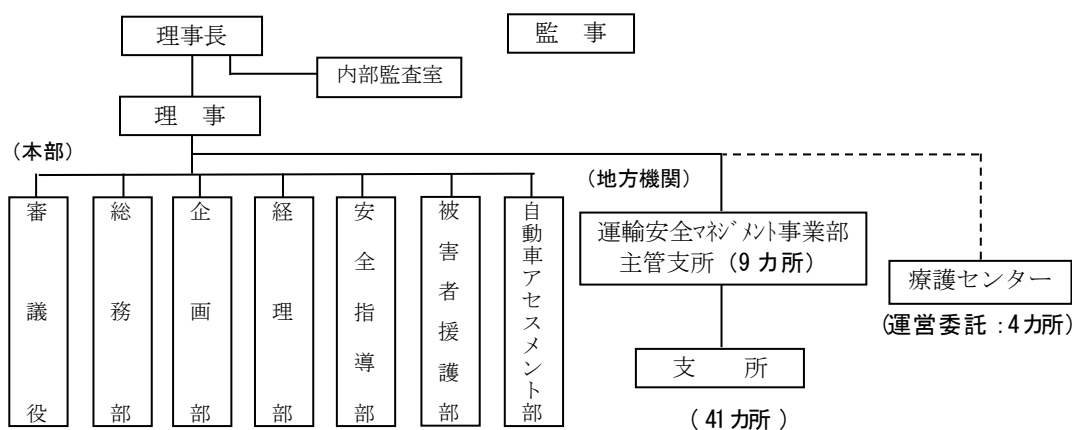 理事長
監　事
内部監査室
理　事
（本部）
（地方機関）
審議役
総務部
企画部
経理部
安全指導部
被害者援護部
自動車アセスメント部
運輸安全マネジメント事業部
主管支所（9カ所）
療護センター
（運営委託：4カ所）
支　所
（41カ所）